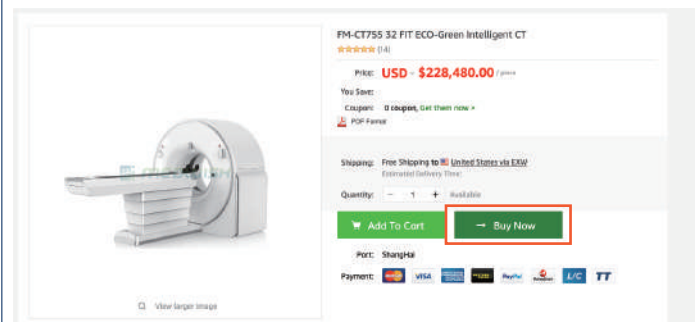 FM-CT755 32 FIT ECO-Green Intelligent CT
(14)
Price: USD - $228,480.00 / piece
You Save:
Coupon: 0 coupon, Get them now >
PDF Format
Shipping: Free Shipping to United States via EXW
Estimated Delivery Time:
Quantity: - 1 + Available
Add To Cort
→ Buy Now
Port: ShangHai
Payment: VISA PayPal L/C TT
View larger image